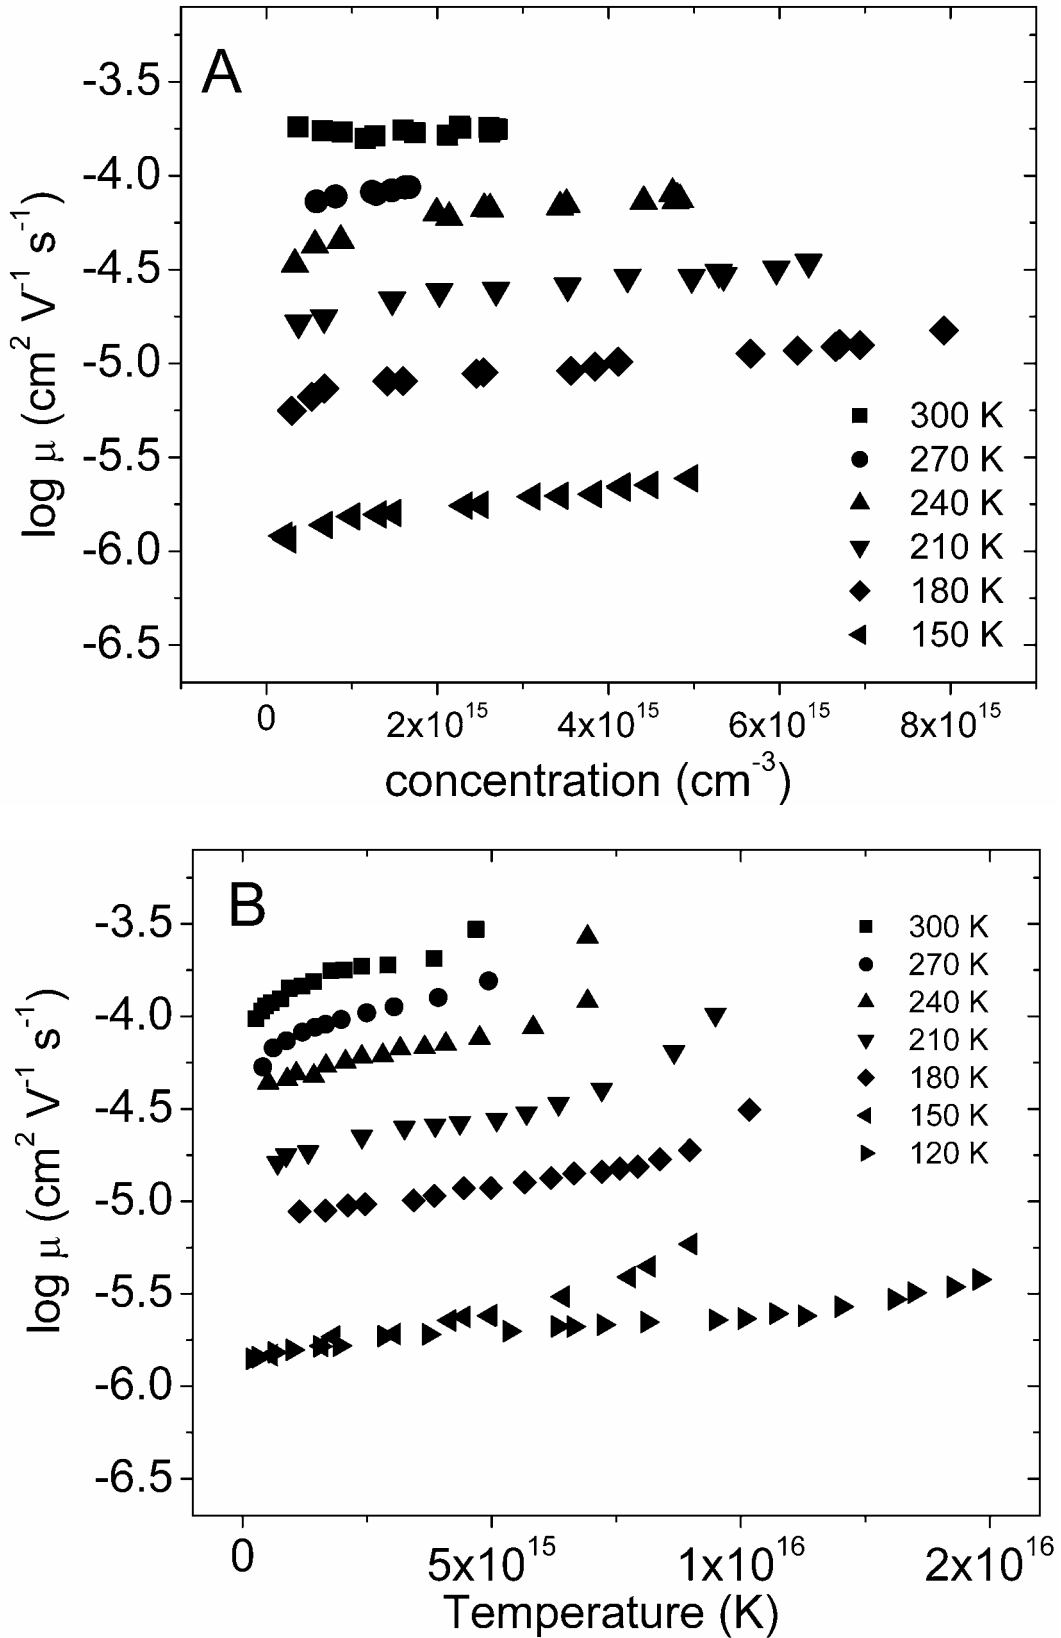 A
-3.5
-4.0
-4.5
-5.0
-5.5
-6.0
-6.5
log μ (cm² V⁻¹ s⁻¹)
300 K
270 K
240 K
210 K
180 K
150 K
0 2x10¹⁵ 4x10¹⁵ 6x10¹⁵ 8x10¹⁵
concentration (cm⁻³)
B
-3.5
-4.0
-4.5
-5.0
-5.5
-6.0
-6.5
log μ (cm² V⁻¹ s⁻¹)
300 K
270 K
240 K
210 K
180 K
150 K
120 K
0 5x10¹⁵ 1x10¹⁶ 2x10¹⁶
Temperature (K)